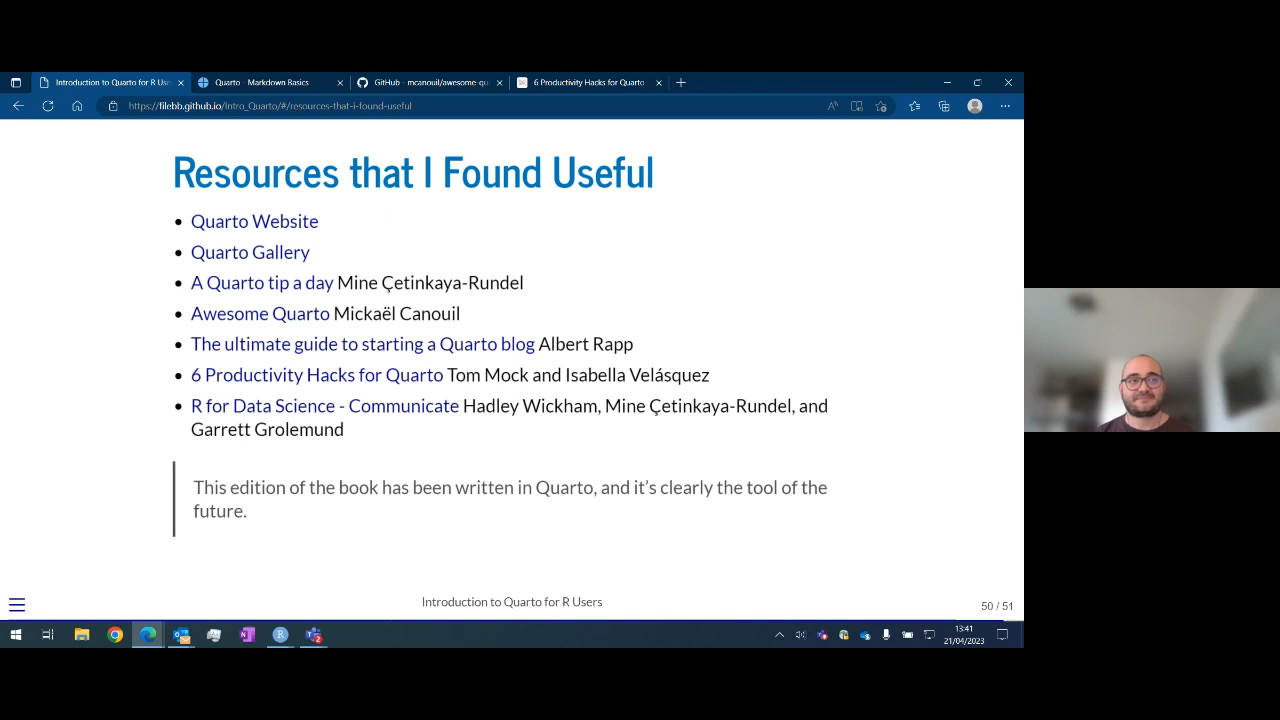 Introduction to Quarto for R Use
Quarto - Markdown Basics
GitHub - mcanouil/awesome-qu
6 Productivity Hacks for Quarto
https://filebb.github.io/Intro_Quarto/#/resources-that-i-found-useful
Resources that I Found Useful
• Quarto Website
• Quarto Gallery
• A Quarto tip a day Mine Çetinkaya-Rundel
• Awesome Quarto Mickaël Canouil
• The ultimate guide to starting a Quarto blog Albert Rapp
• 6 Productivity Hacks for Quarto Tom Mock and Isabella Velásquez
• R for Data Science - Communicate Hadley Wickham, Mine Çetinkaya-Rundel, and
Garrett Grolemund
This edition of the book has been written in Quarto, and it’s clearly the tool of the
future.
Introduction to Quarto for R Users
50 / 51
13:41
21/04/2023